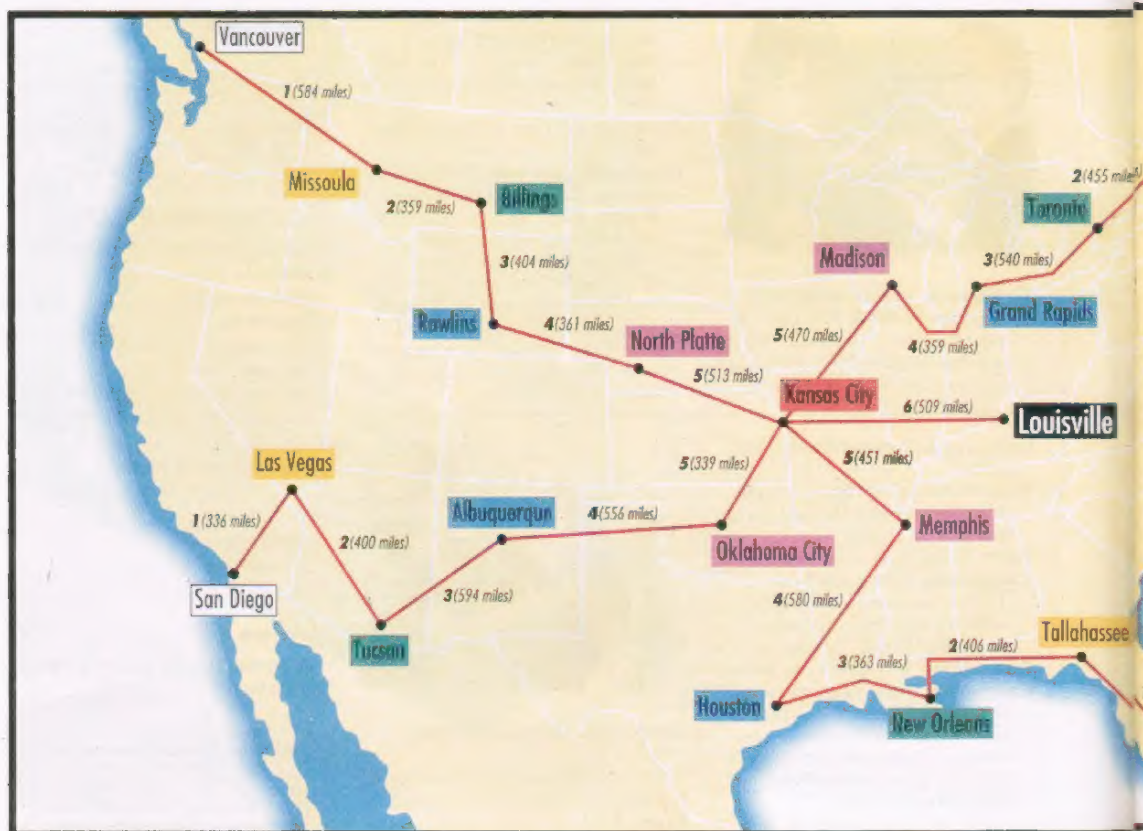 Vancouver
1 (584 miles)
Missoula
2 (359 miles)
Billings
3 (404 miles)
Rawlins
4 (361 miles)
North Platte
5 (513 miles)
Kansas City
2 (455 miles)
Toronto
3 (540 miles)
Grand Rapids
Madison
4 (359 miles)
5 (470 miles)
6 (509 miles)
Louisville
Las Vegas
1 (336 miles)
San Diego
2 (400 miles)
Tucson
3 (594 miles)
Albuquerqun
4 (556 miles)
Oklahoma City
5 (339 miles)
5 (451 miles)
Memphis
4 (580 miles)
Houston
3 (363 miles)
New Orleans
2 (406 miles)
Tallahassee